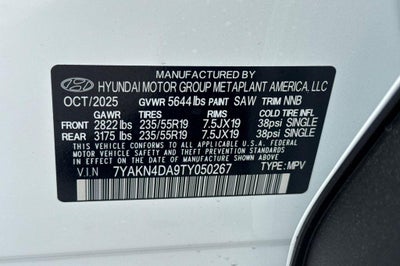 MANUFACTURED BY
HYUNDAI MOTOR GROUP METAPLANT AMERICA, LLC
OCT/2025 GVWR 5644 lbs PAINT SAW TRIM NNB
GAWR TIRES RIMS COLD TIRE INFL
FRONT 2822 lbs 235/55R19 7.5JX19 38psi SINGLE
REAR 3175 lbs 235/55R19 7.5JX19 38psi SINGLE
THIS VEHICLE CONFORMS TO ALL APPLICABLE U.S.A. FEDERAL MOTOR
VEHICLE SAFETY STANDARDS IN EFFECT ON THE DATE OF MANUFACTURE SHOWN ABOVE.
V.I.N 7YAKN4DA9TY050267 TYPE: MPV